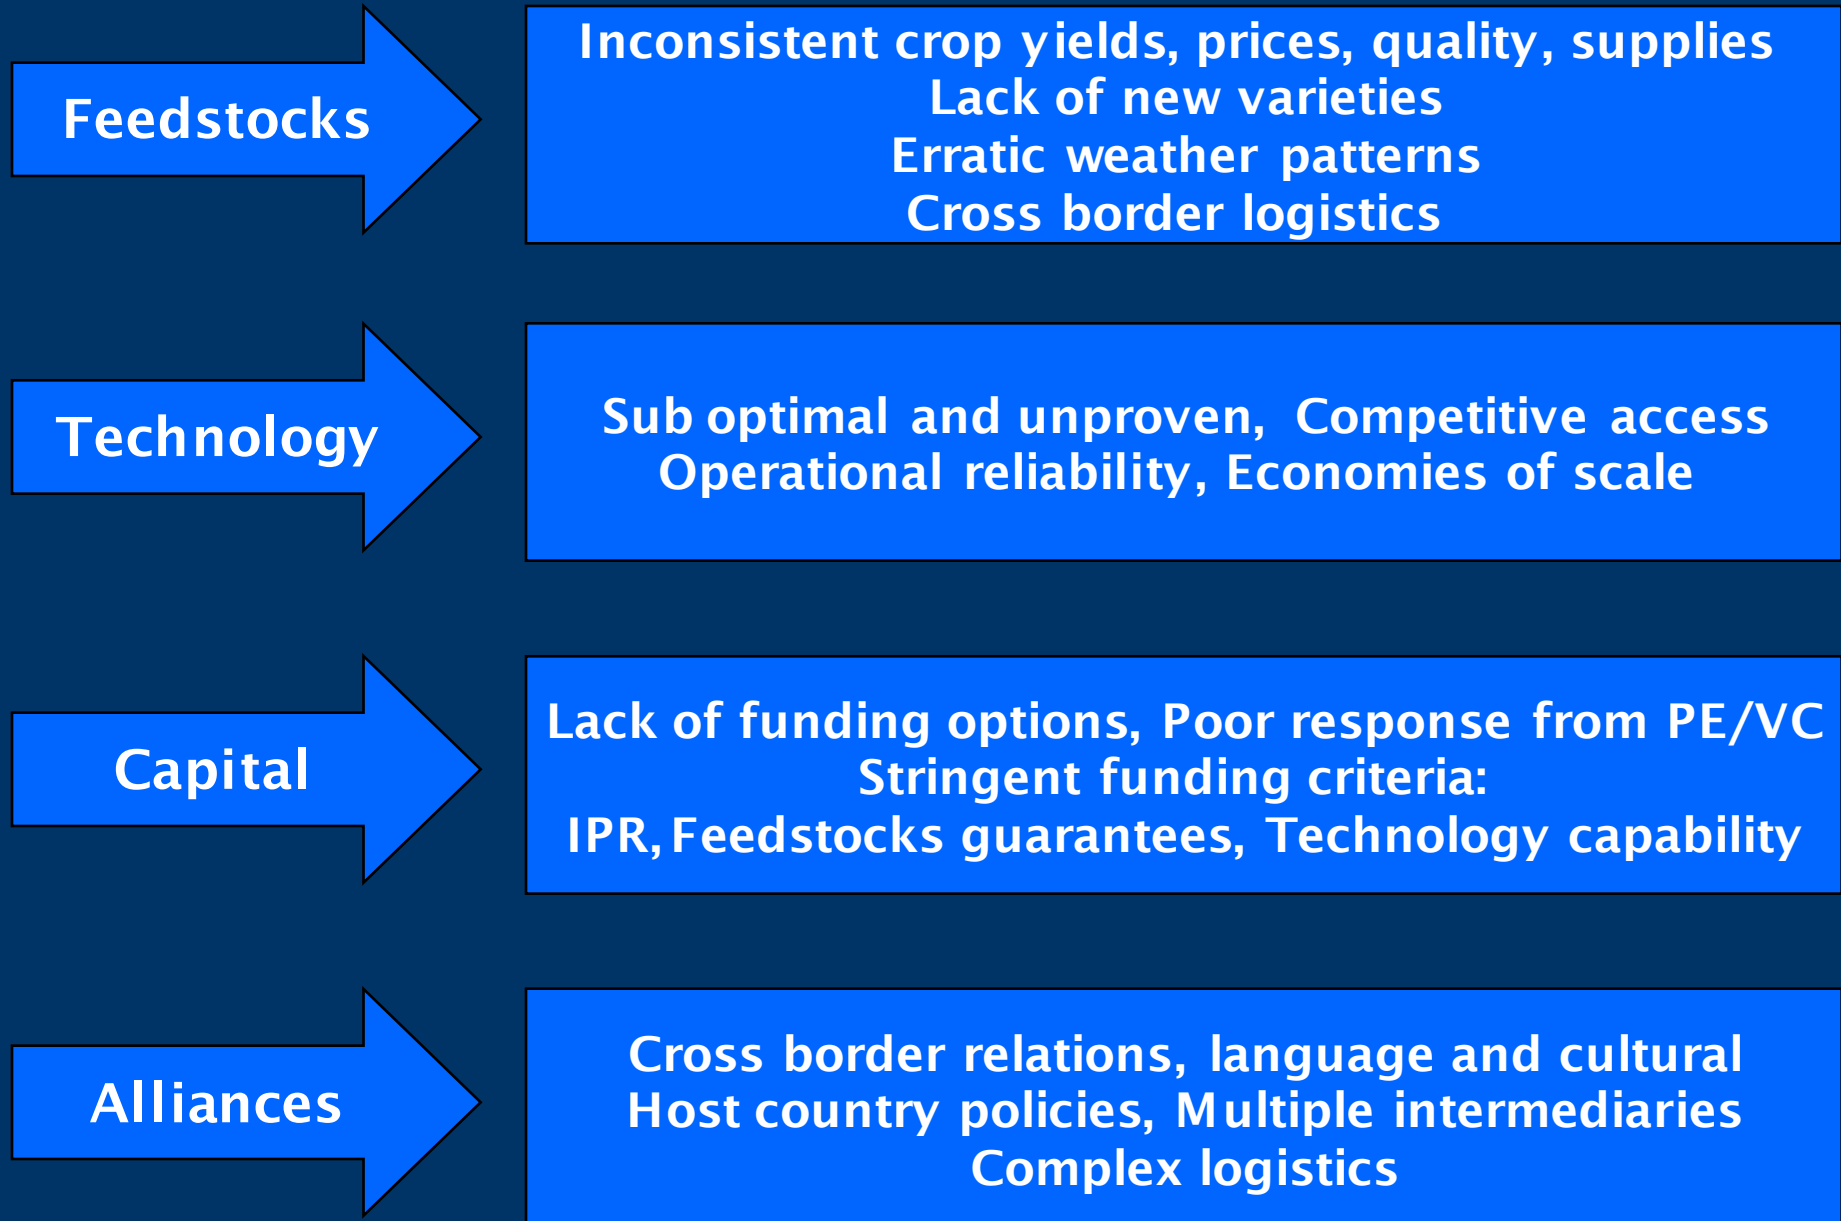 Feedstocks
Inconsistent crop yields, prices, quality, supplies
Lack of new varieties
Erratic weather patterns
Cross border logistics
Technology
Sub optimal and unproven, Competitive access
Operational reliability, Economies of scale
Capital
Lack of funding options, Poor response from PE/VC
Stringent funding criteria:
IPR, Feedstocks guarantees, Technology capability
Alliances
Cross border relations, language and cultural
Host country policies, Multiple intermediaries
Complex logistics